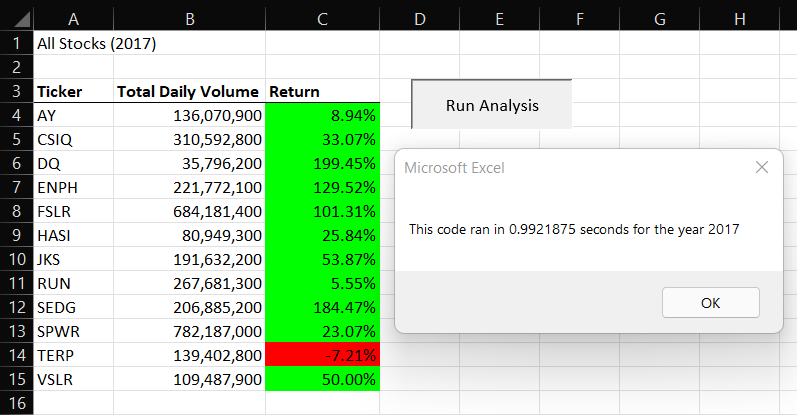 A B C D E F G H
1 All Stocks (2017)
2
3 Ticker Total Daily Volume Return Run Analysis
4 AY 136,070,900 8.94%
5 CSIQ 310,592,800 33.07%
6 DQ 35,796,200 199.45%
7 ENPH 221,772,100 129.52%
8 FSLR 684,181,400 101.31%
9 HASI 80,949,300 25.84%
10 JKS 191,632,200 53.87%
11 RUN 267,681,300 5.55%
12 SEDG 206,885,200 184.47%
13 SPWR 782,187,000 23.07%
14 TERP 139,402,800 -7.21%
15 VSLR 109,487,900 50.00%
16
Microsoft Excel
This code ran in 0.9921875 seconds for the year 2017
OK